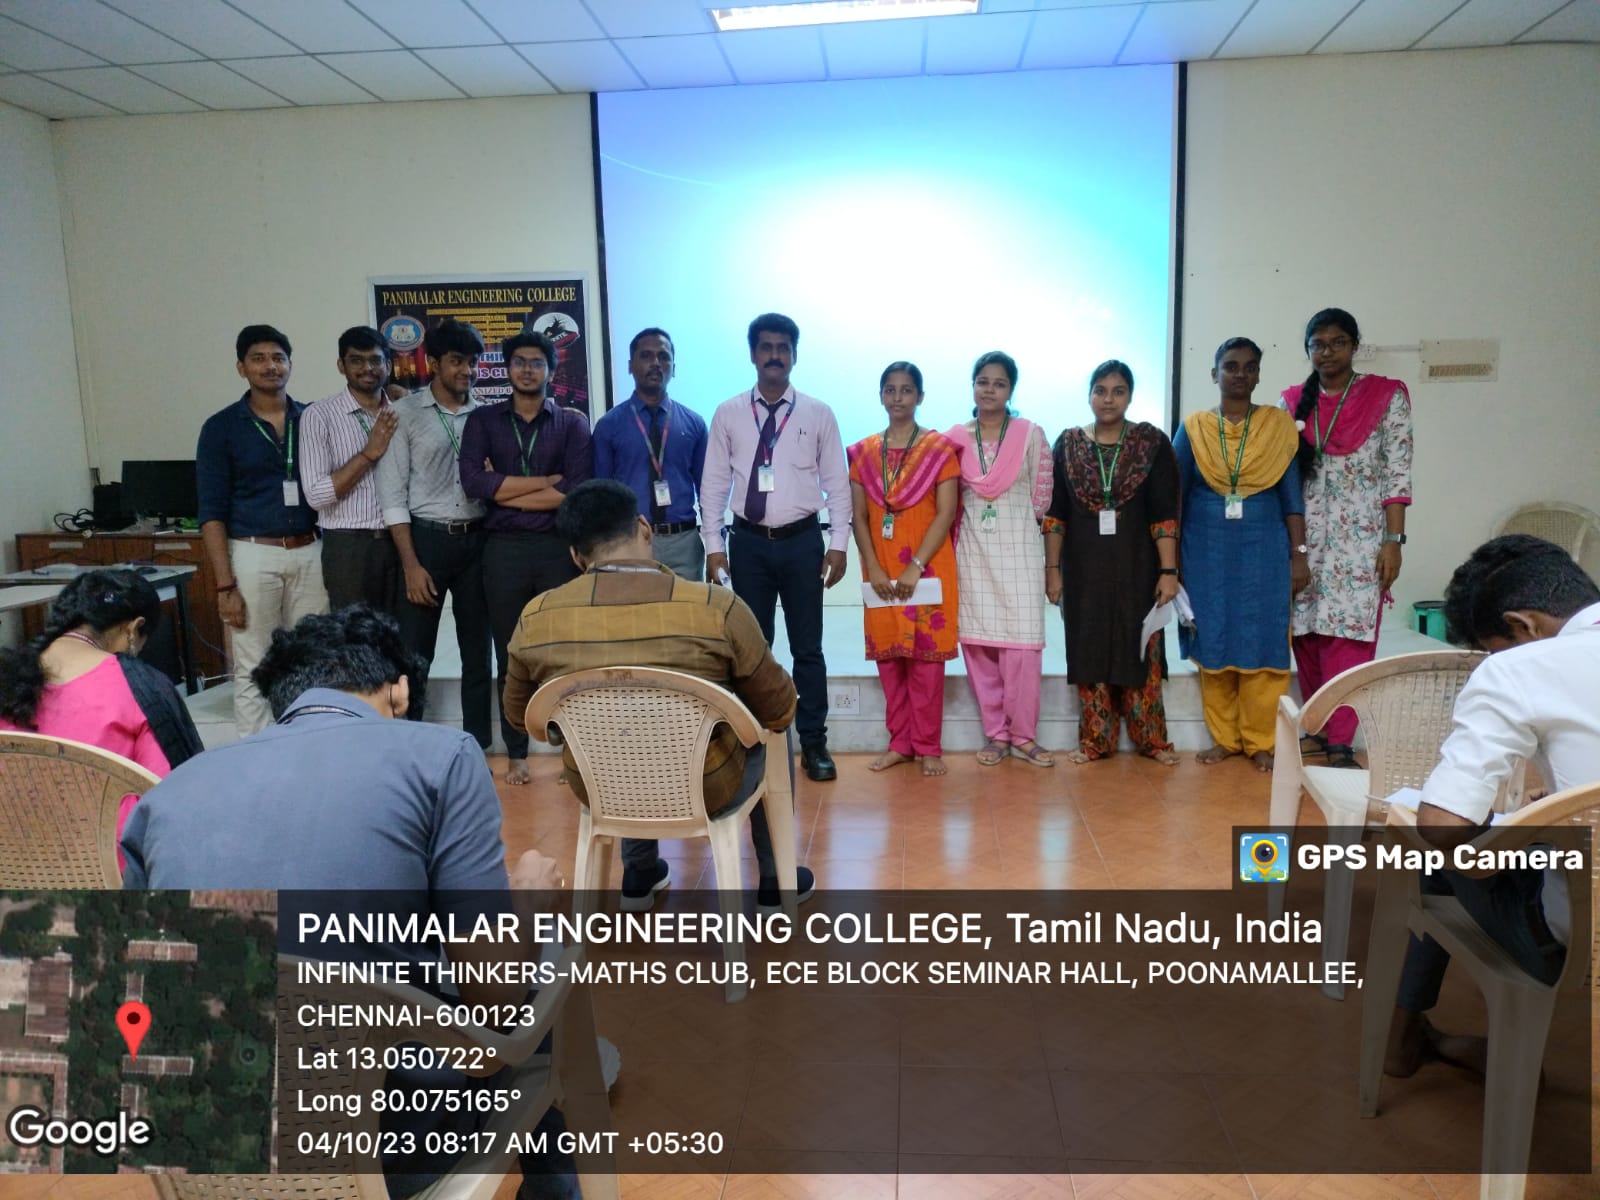 PANIMALAR ENGINEERING COLLEGE
GPS Map Camera
PANIMALAR ENGINEERING COLLEGE, Tamil Nadu, India
INFINITE THINKERS-MATHS CLUB, ECE BLOCK SEMINAR HALL, POONAMALLEE,
CHENNAI-600123
Lat 13.050722°
Long 80.075165°
04/10/23 08:17 AM GMT +05:30
Google